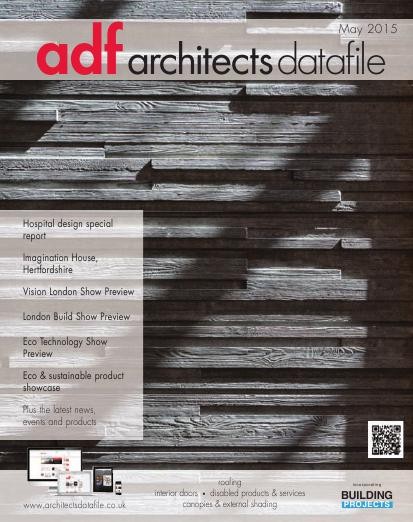 May 2015
adf architects datafile
Hospital design special
report
Imagination House,
Hertfordshire
Vision London Show Preview
London Build Show Preview
Eco Technology Show
Preview
Eco & sustainable product
showcase
Plus the latest news,
events and products
www.architectsdatafile.co.uk
roofing
interior doors • disabled products & services
canopies & external shading
incorporating
BUILDING
PROJECTS